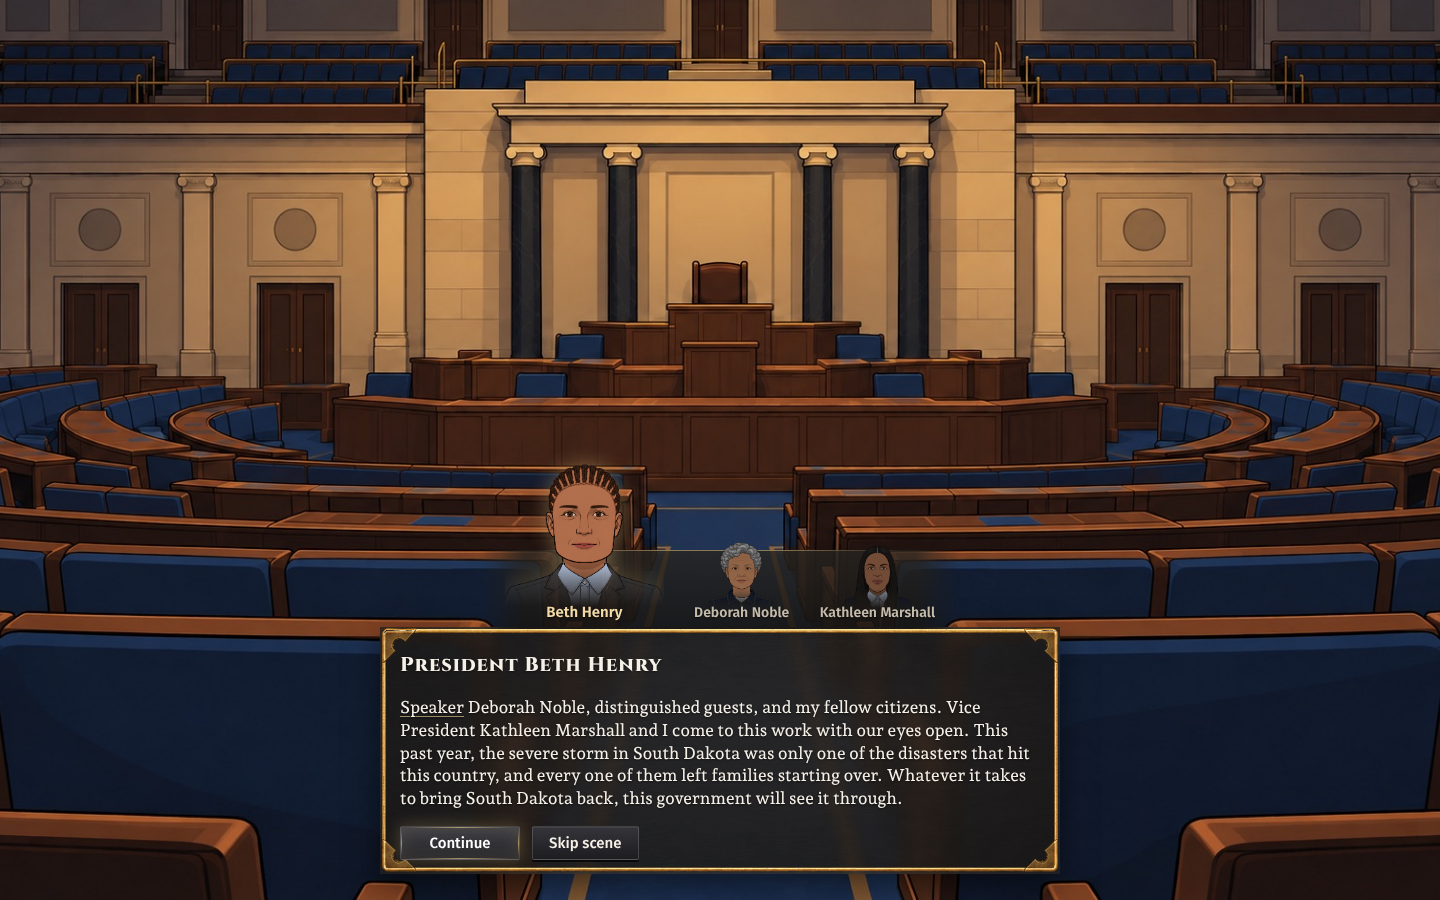 Beth Henry
Deborah Noble
Kathleen Marshall
President Beth Henry
Speaker Deborah Noble, distinguished guests, and my fellow citizens. Vice
President Kathleen Marshall and I come to this work with our eyes open. This
past year, the severe storm in South Dakota was only one of the disasters that hit
this country, and every one of them left families starting over. Whatever it takes
to bring South Dakota back, this government will see it through.
Continue
Skip scene